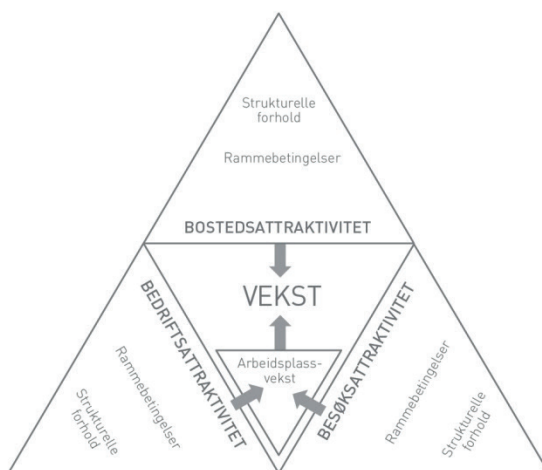 Strukturelle
forhold
Rammebetingelser
BOSTEDSATTRAKTIVITET
VEKST
BEDRIFTSATTRAKTIVITET
BESØKSATTRAKTIVITET
Arbeidsplass-
vekst
Rammebetingelser
Strukturelle
forhold
Rammebetingelser
Strukturelle
forhold